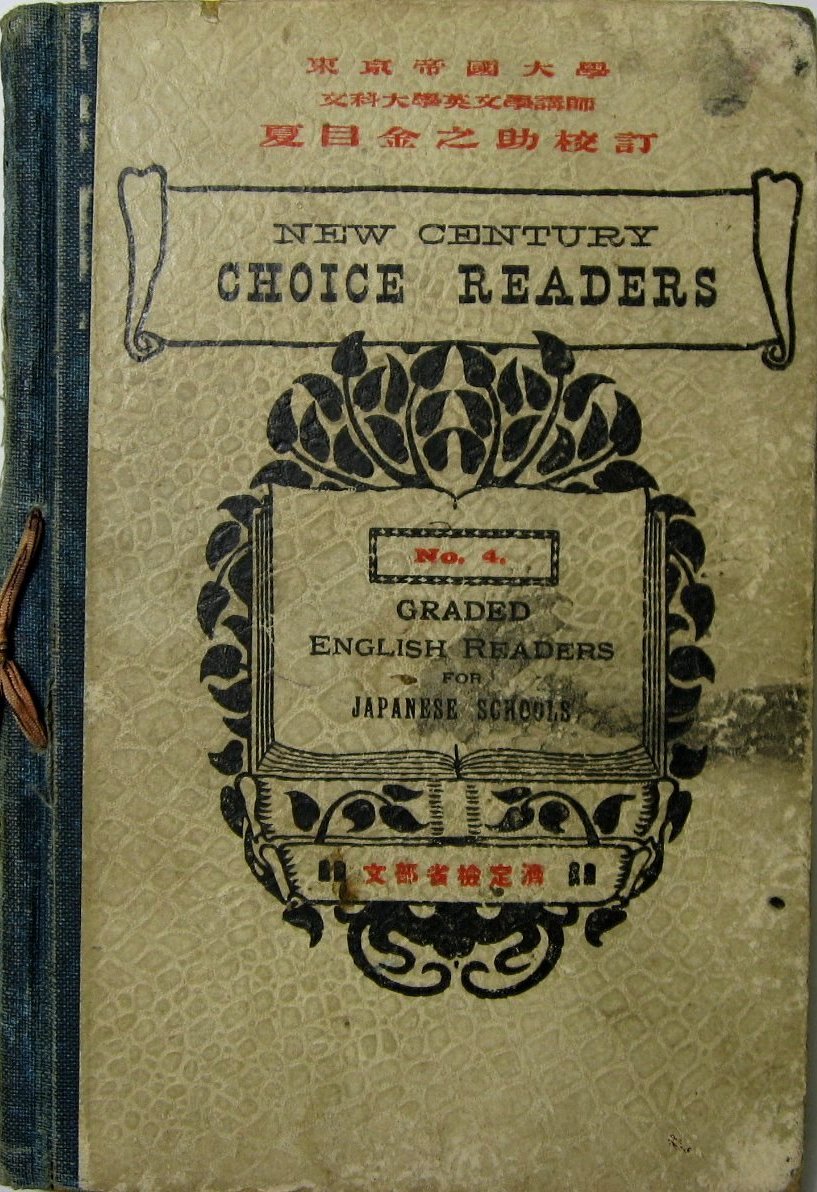 東京帝國大學
文科大學英文學講師
夏目金之助校訂
NEW CENTURY
CHOICE READERS
No. 4.
GRADED
ENGLISH READERS
FOR
JAPANESE SCHOOLS
文部省檢定濟